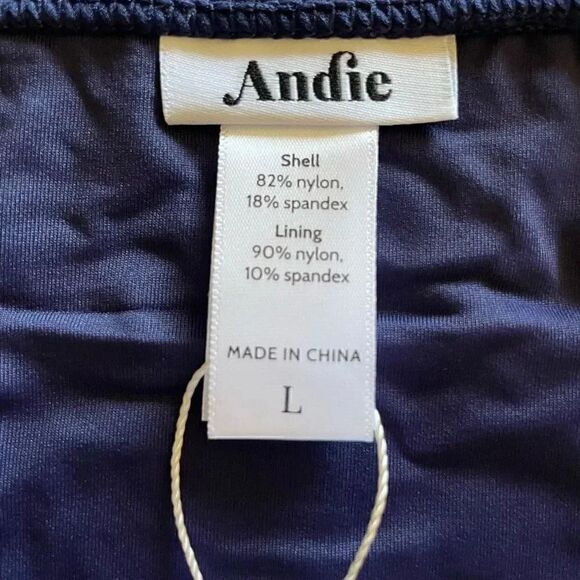 Andie
Shell
82% nylon,
18% spandex
Lining
90% nylon,
10% spandex
MADE IN CHINA
L